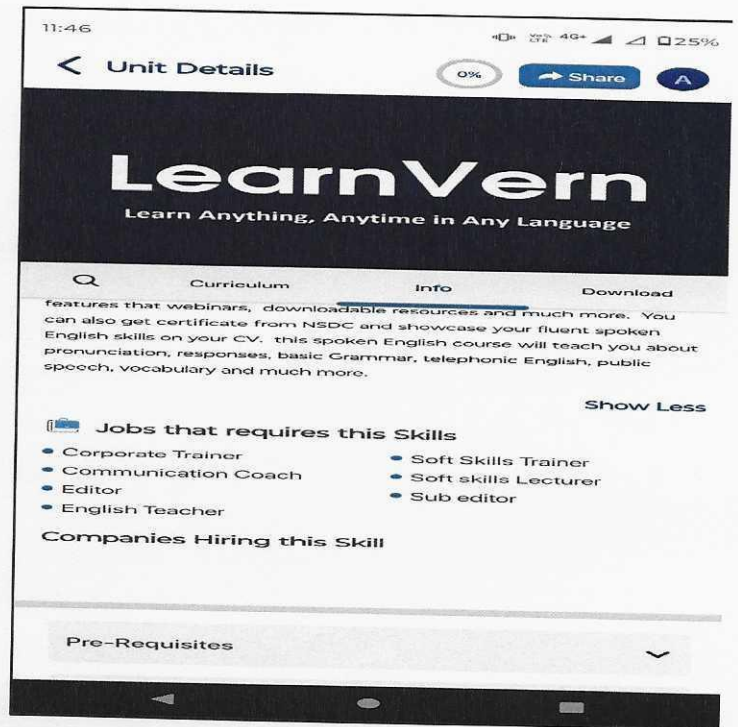 11:46
4G+ 25%
Unit Details
0%
Share
A
LearnVern
Learn Anything, Anytime in Any Language
Curriculum
Info
Download
features that webinars, downloadable resources and much more. You
can also get certificate from NSDC and showcase your fluent spoken
English skills on your CV. this spoken English course will teach you about
pronunciation, responses, basic Grammar, telephonic English, public
speech, vocabulary and much more.
Show Less
Jobs that requires this Skills
Corporate Trainer
Communication Coach
Editor
English Teacher
Soft Skills Trainer
Soft skills Lecturer
Sub editor
Companies Hiring this Skill
Pre-Requisites